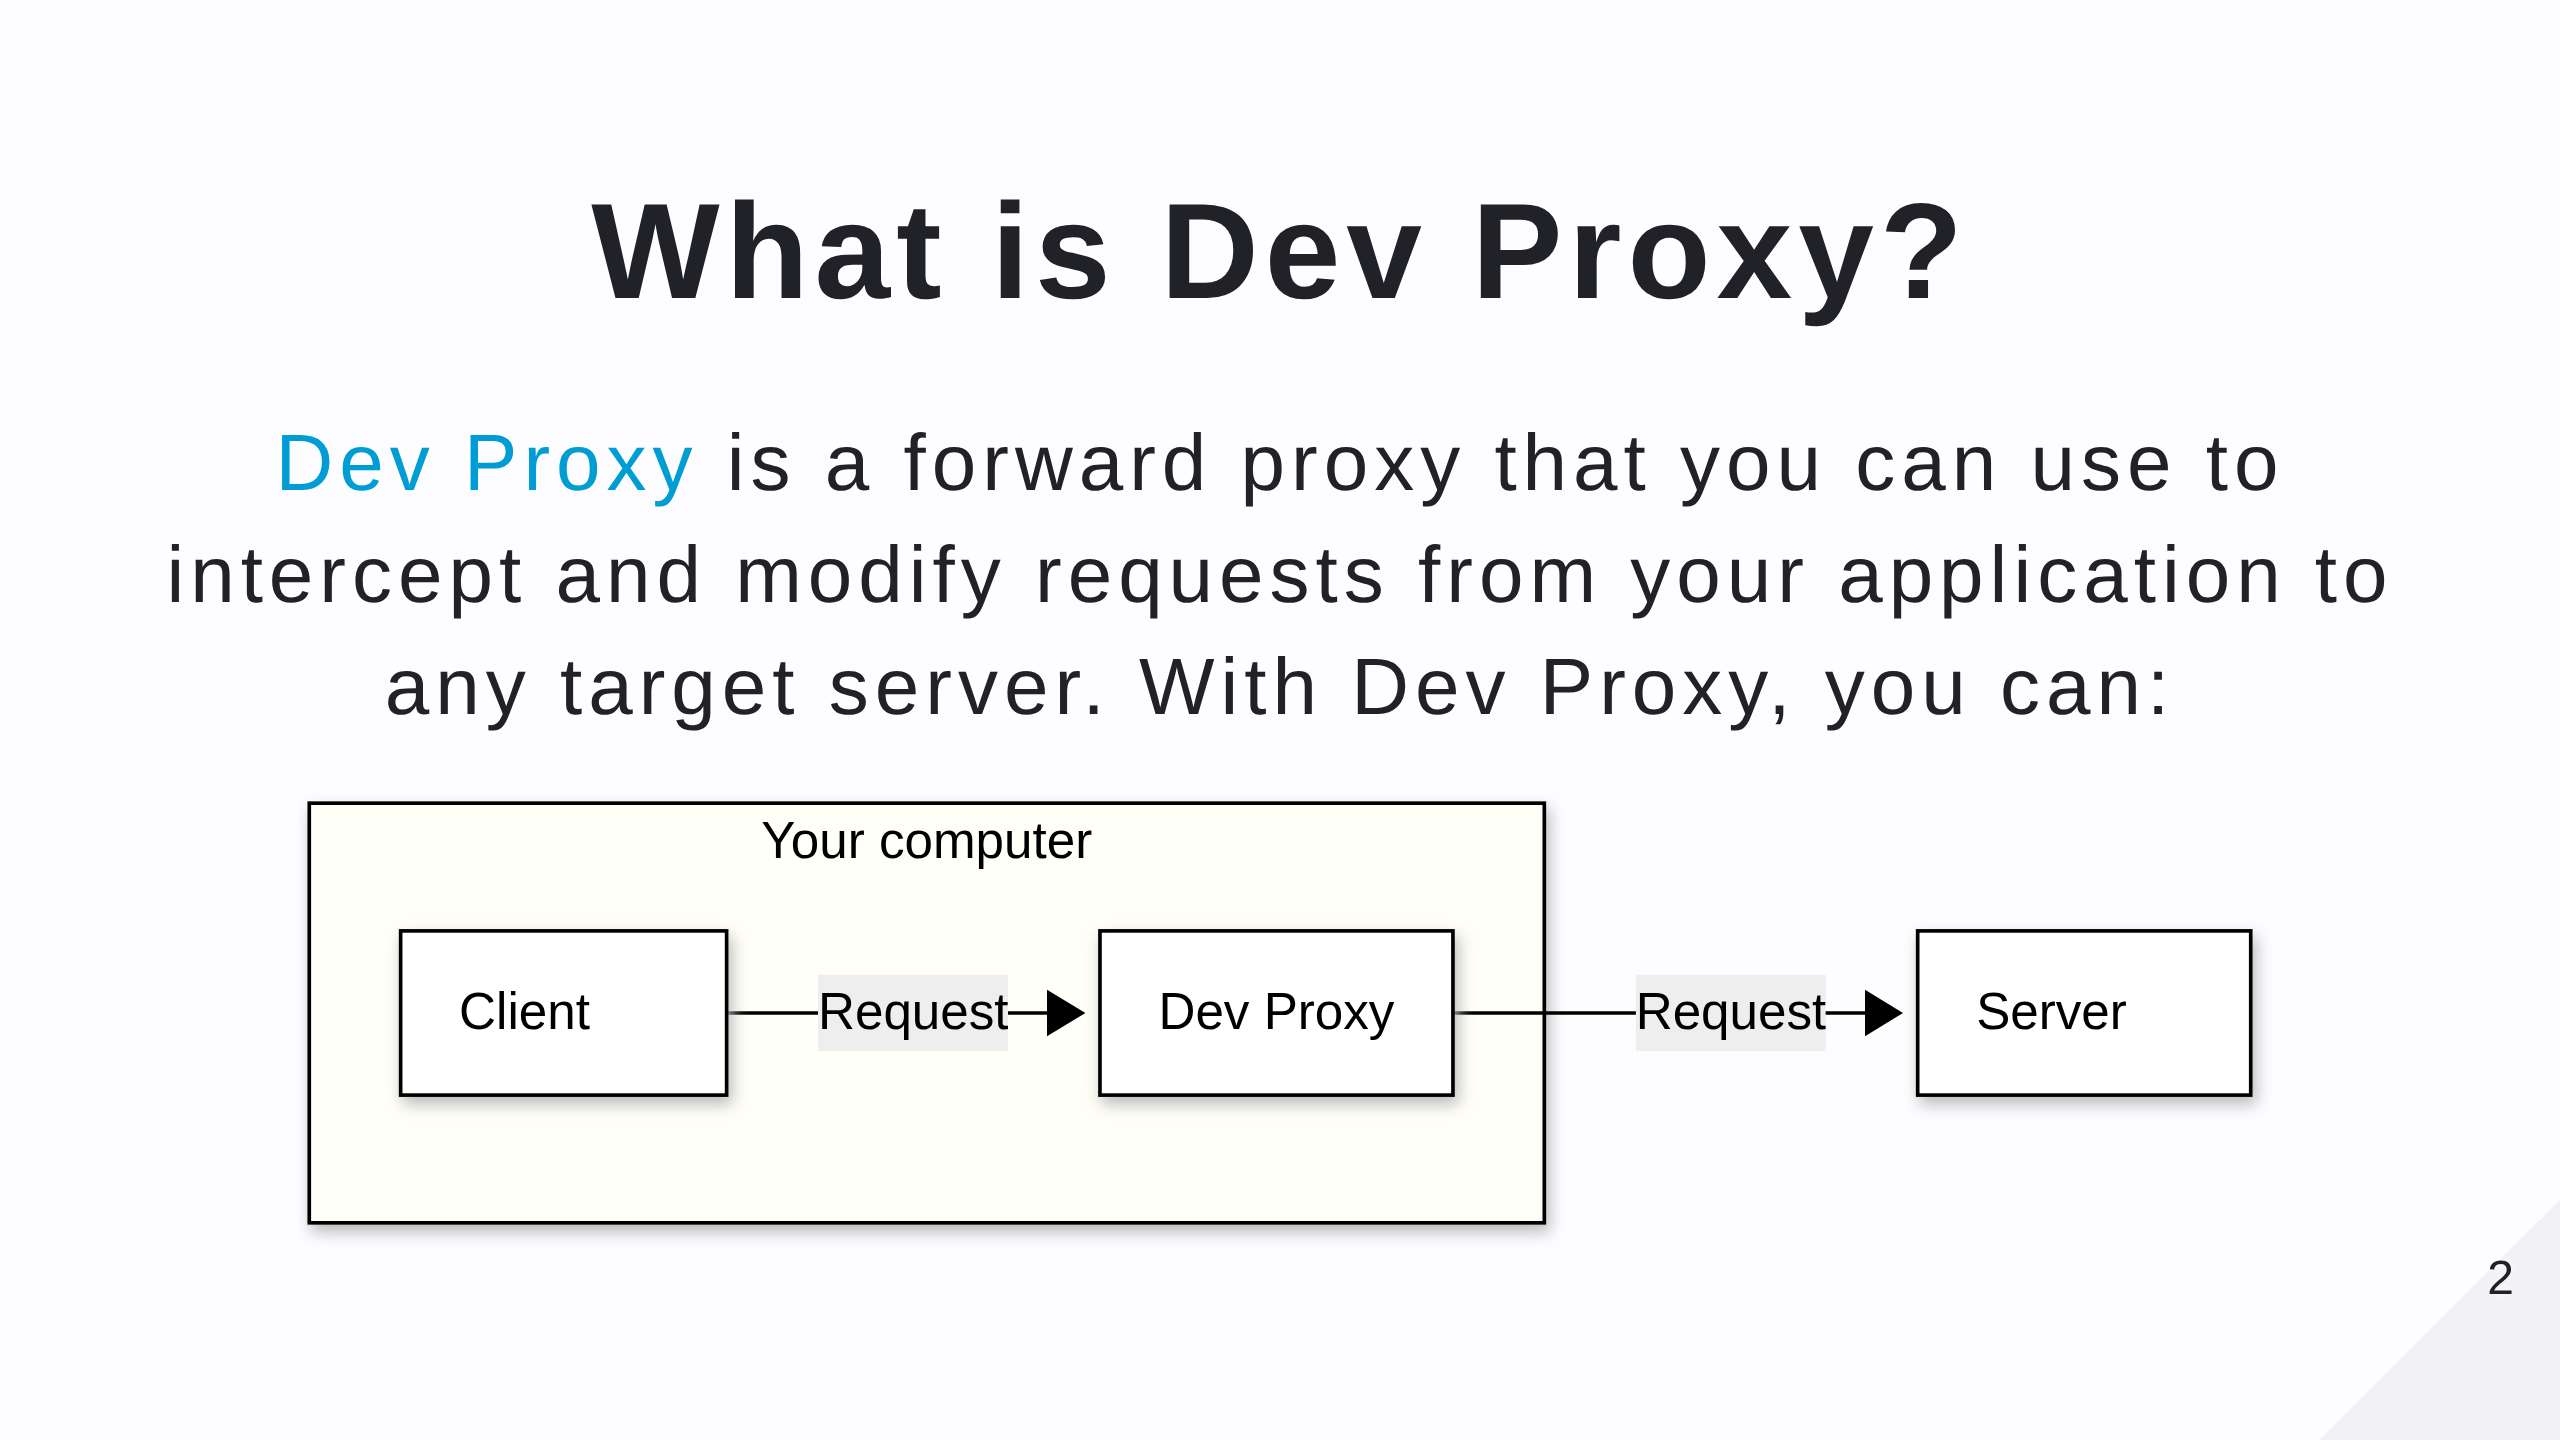 What is Dev Proxy?
Dev Proxy is a forward proxy that you can use to
intercept and modify requests from your application to
any target server. With Dev Proxy, you can:
Your computer
Client
Request
Dev Proxy
Request
Server
2